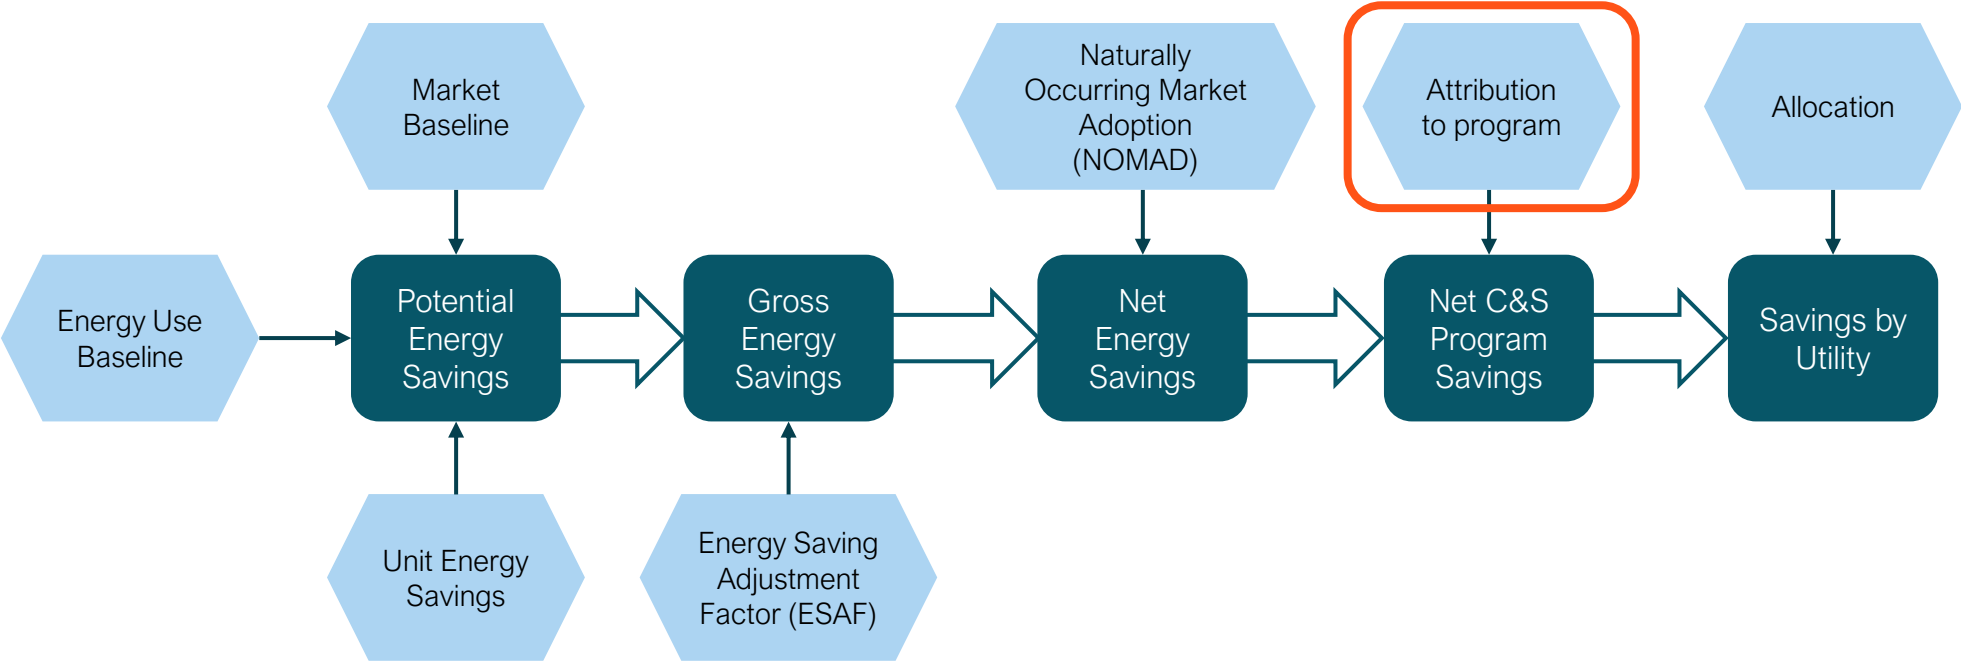 Market
Baseline
Naturally
Occurring Market
Adoption
(NOMAD)
Attribution
to program
Allocation
Energy Use
Baseline
Potential
Energy
Savings
Gross
Energy
Savings
Net
Energy
Savings
Net C&S
Program
Savings
Savings by
Utility
Unit Energy
Savings
Energy Saving
Adjustment
Factor (ESAF)